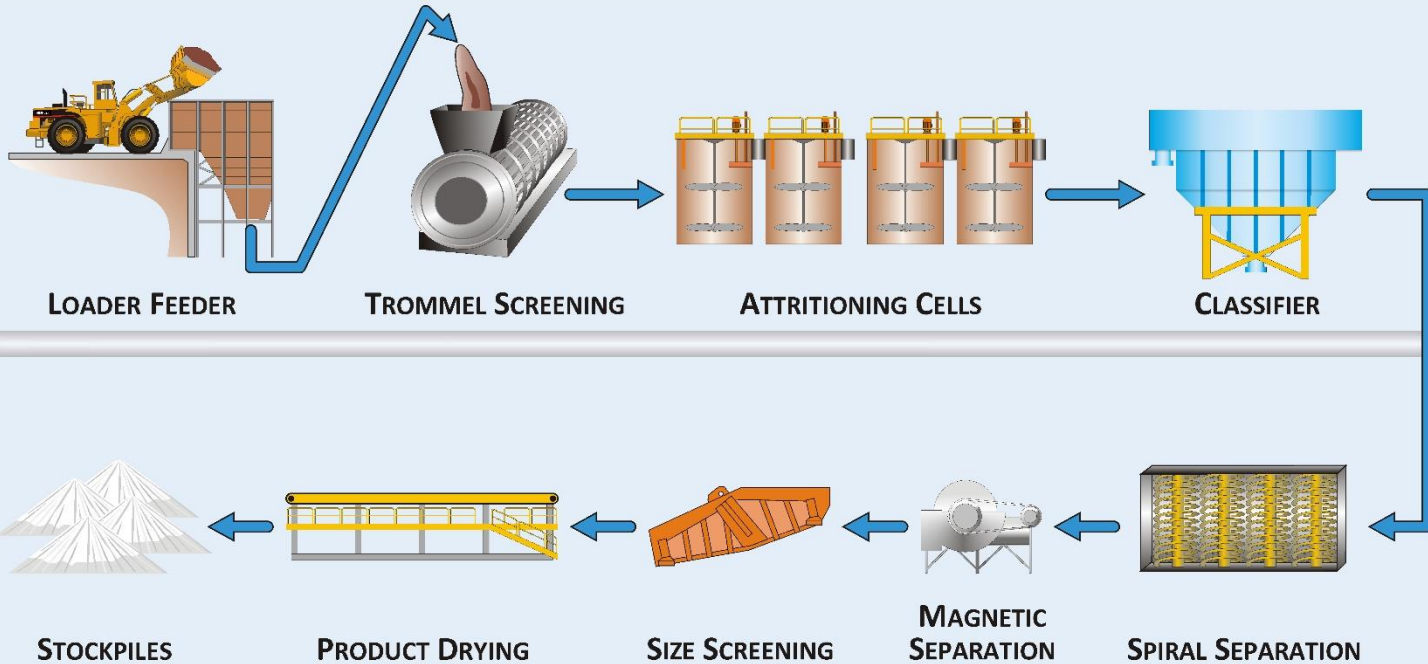 LOADER FEEDER
TROMMEL SCREENING
ATTRITIONING CELLS
CLASSIFIER
STOCKPILES
PRODUCT DRYING
SIZE SCREENING
MAGNETIC
SEPARATION
SPIRAL SEPARATION